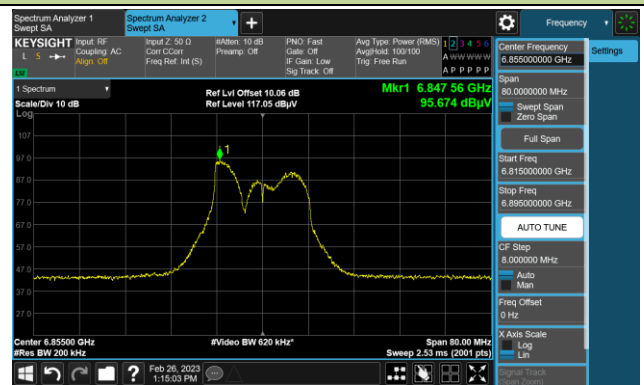 Spectrum Analyzer 1
Swept SA
Spectrum Analyzer 2
Swept SA
+
Frequency
KEYSIGHT
L S
LW
Input: RF
Coupling: AC
Align: Off
Input Z: 50 Ω
Corr CCorr
Freq Ref: Int (S)
#Atten: 10 dB
Preamp: Off
PNO: Fast
Gate: Off
IF Gain: Low
Sig Track: Off
Avg Type: Power (RMS)
Avg|Hold: 100/100
Trig: Free Run
1 2 3 4 5 6
A W W W W W
A P P P P P
1 Spectrum
Scale/Div 10 dB
Log
Ref Lvl Offset 10.06 dB
Ref Level 117.05 dBµV
Mkr1 6.847 56 GHz
95.674 dBµV
107
97.0
87.0
77.0
67.0
57.0
47.0
37.0
27.0
1
Center 6.85500 GHz
#Res BW 200 kHz
#Video BW 620 kHz*
Span 80.00 MHz
Sweep 2.53 ms (2001 pts)
Center Frequency
6.855000000 GHz
Settings
Span
80.0000000 MHz
Swept Span
Zero Span
Full Span
Start Freq
6.815000000 GHz
Stop Freq
6.895000000 GHz
AUTO TUNE
CF Step
8.000000 MHz
Auto
Man
Freq Offset
0 Hz
X Axis Scale
Log
Lin
Signal Track
(Span Zoom)
?
Feb 26, 2023
1:15:03 PM